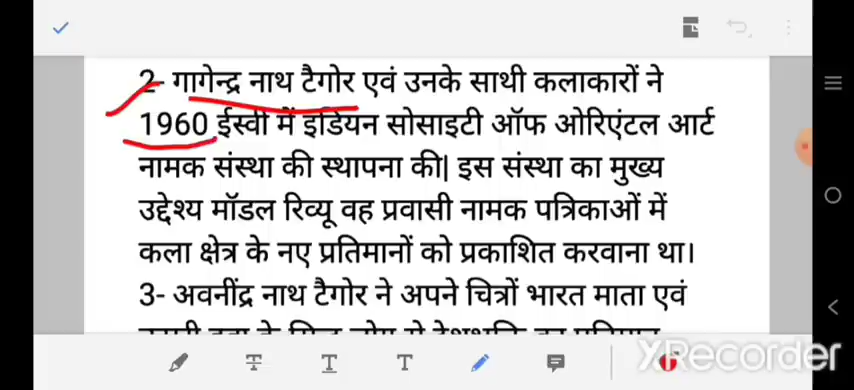 2- गागेन्द्र नाथ टैगोर एवं उनके साथी कलाकारों ने
1960 ईस्वी में इंडियन सोसाइटी ऑफ ओरिएंटल आर्ट
नामक संस्था की स्थापना की| इस संस्था का मुख्य
उद्देश्य मॉडल रिव्यू वह प्रवासी नामक पत्रिकाओं में
कला क्षेत्र के नए प्रतिमानों को प्रकाशित करवाना था।
3- अवनींद्र नाथ टैगोर ने अपने चित्रों भारत माता एवं
T T T
XRecorder